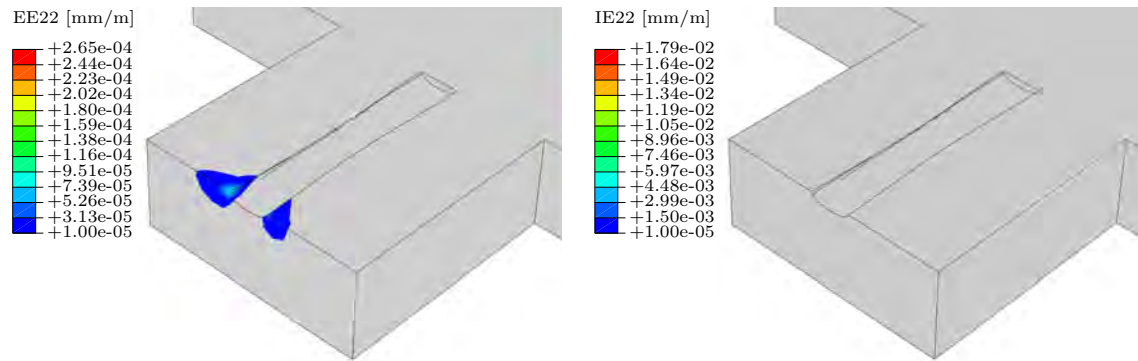 EE22 [mm/m]
+2.65e-04
+2.44e-04
+2.23e-04
+2.02e-04
+1.80e-04
+1.59e-04
+1.38e-04
+1.16e-04
+9.51e-05
+7.39e-05
+5.26e-05
+3.13e-05
+1.00e-05
IE22 [mm/m]
+1.79e-02
+1.64e-02
+1.49e-02
+1.34e-02
+1.19e-02
+1.05e-02
+8.96e-03
+7.46e-03
+5.97e-03
+4.48e-03
+2.99e-03
+1.50e-03
+1.00e-05